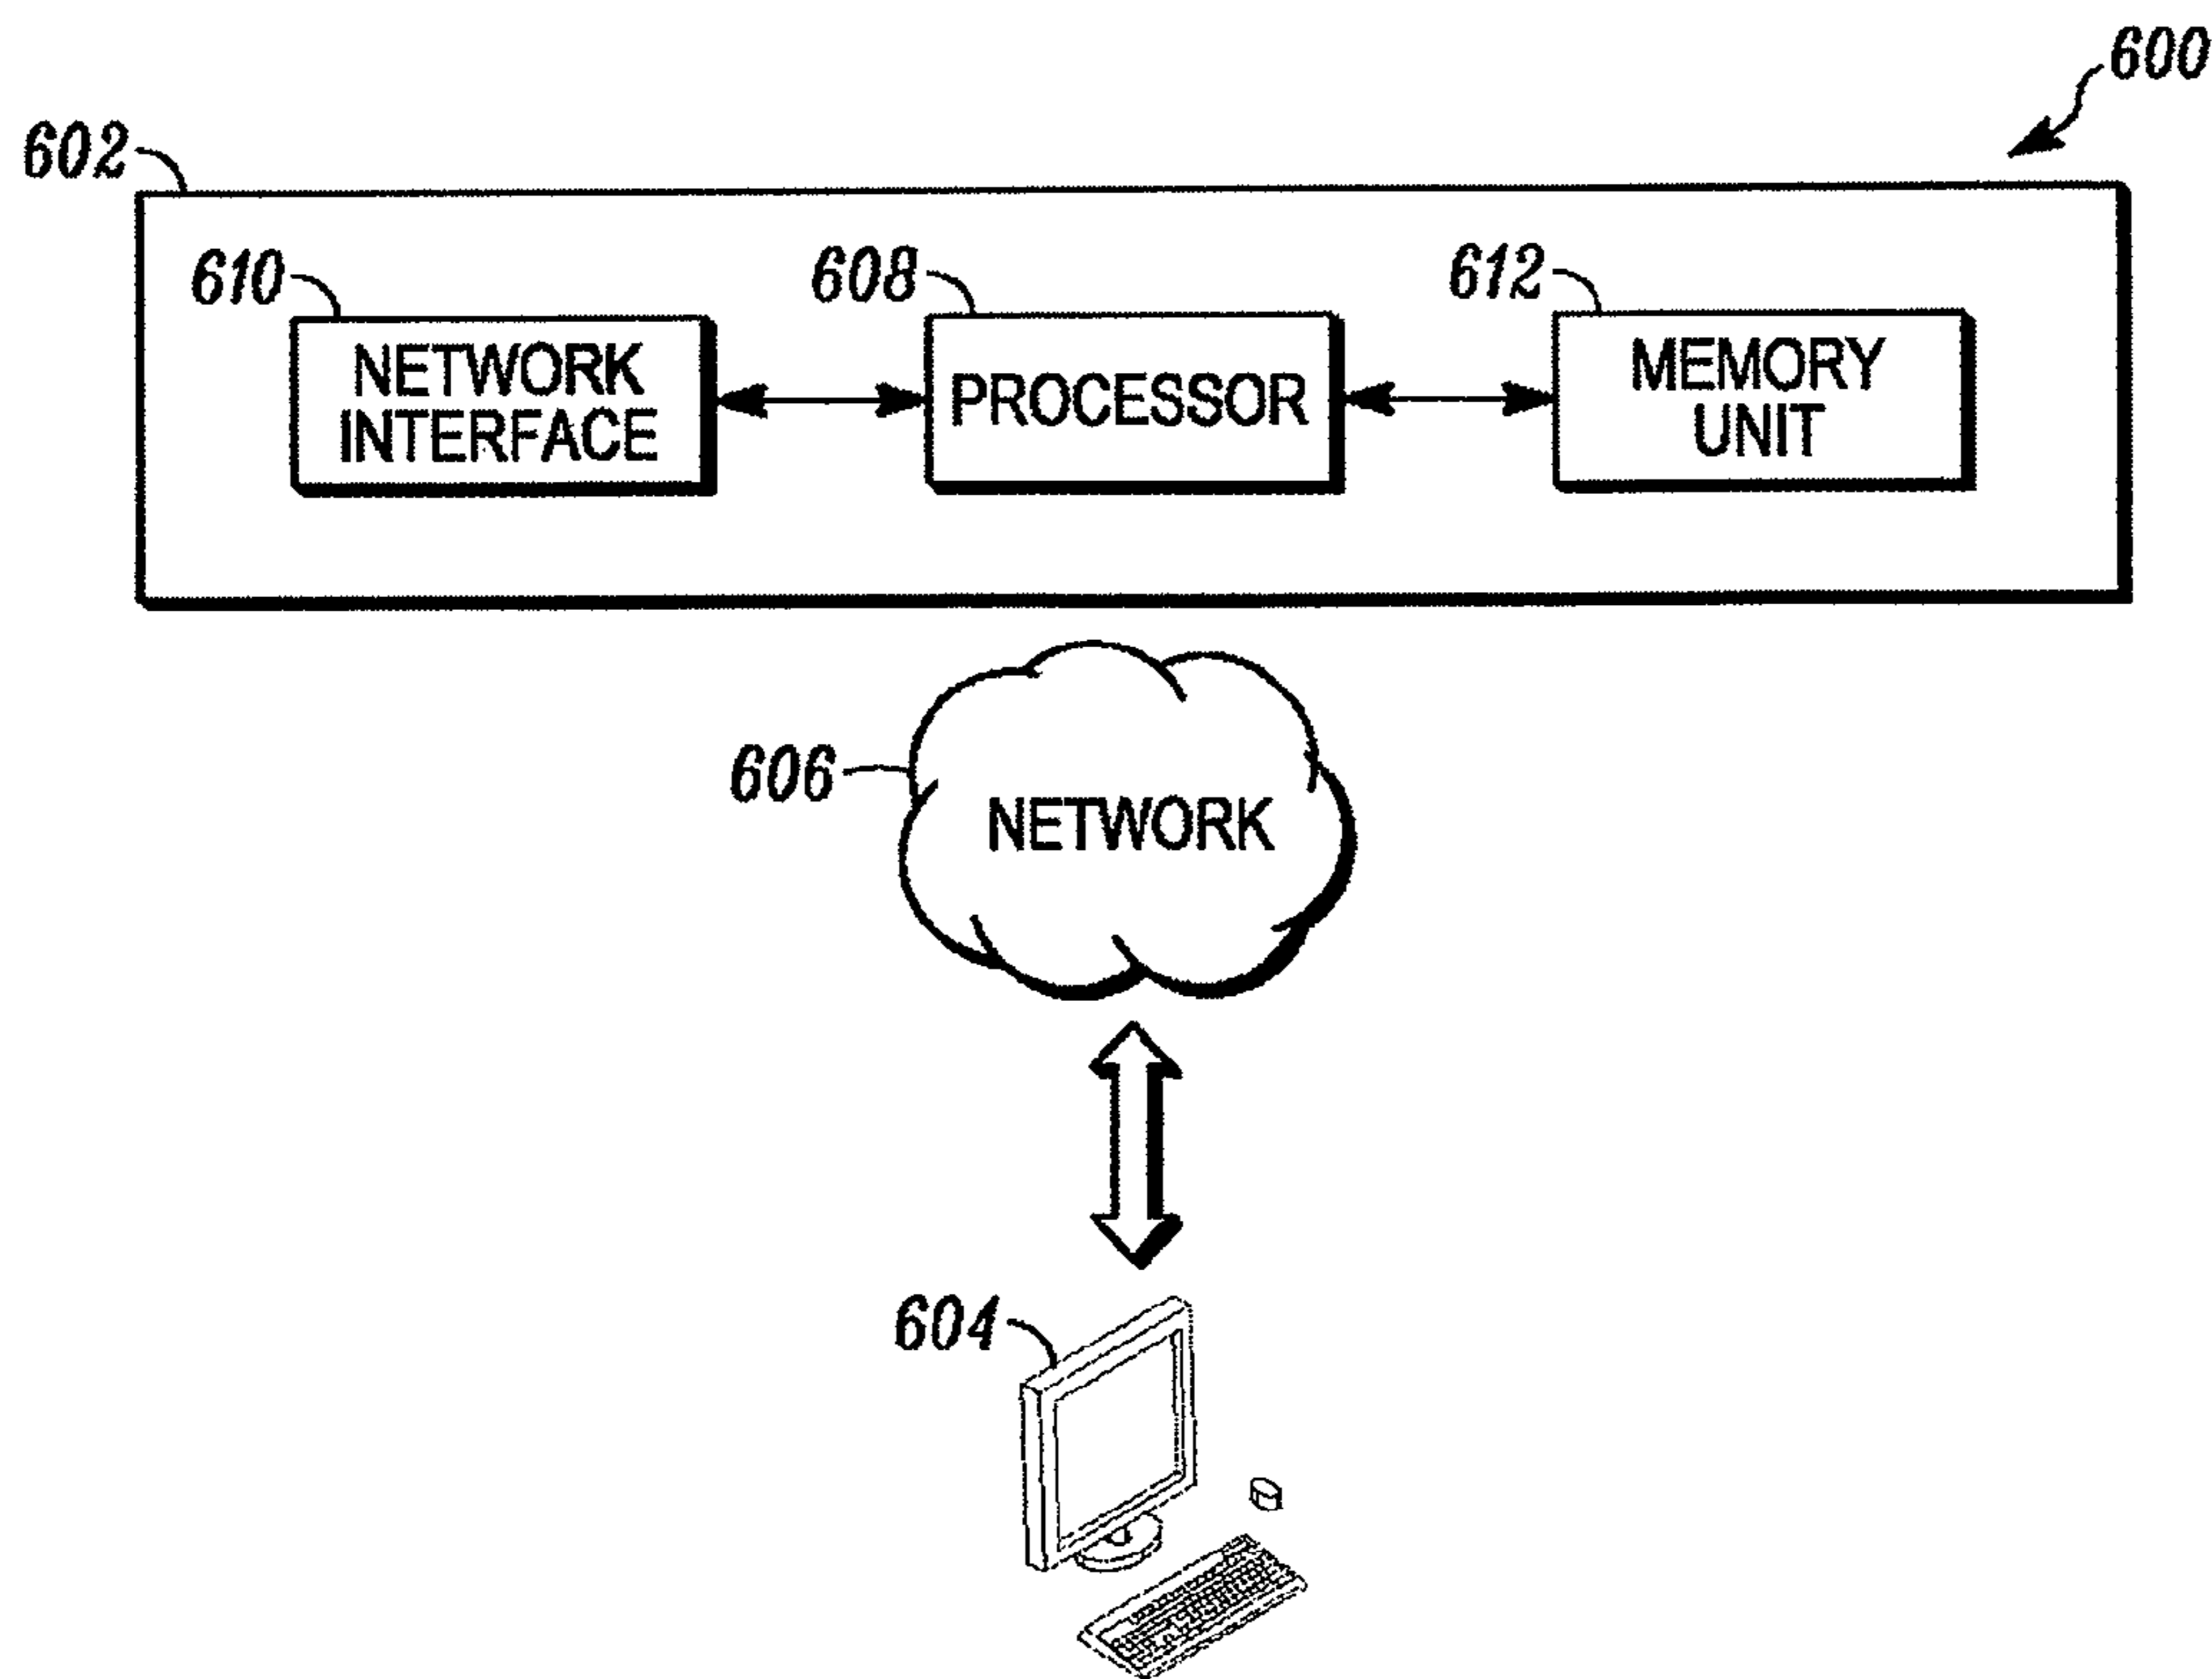 600
602
610
608
612
NETWORK
INTERFACE
PROCESSOR
MEMORY
UNIT
606
NETWORK
604